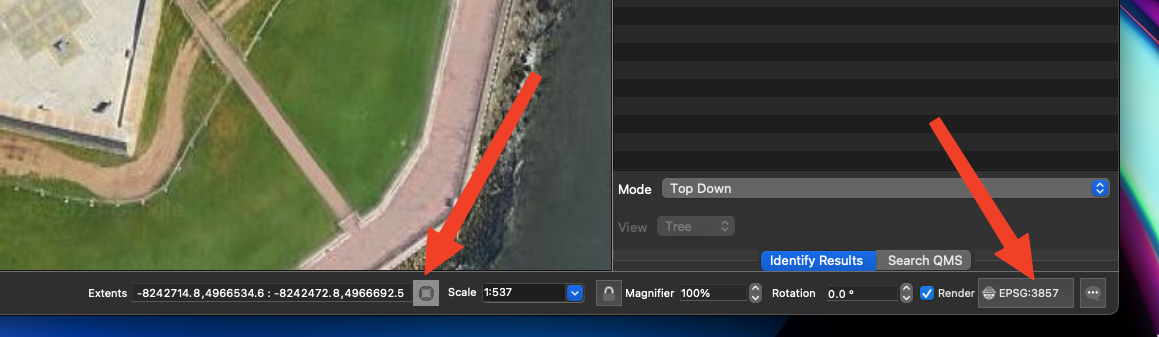 Mode Top Down
View Tree
Identify Results Search QMS
Extents -8242714.8,4966534.6 : -8242472.8,4966692.5 Scale 1:537 Magnifier 100% Rotation 0.0 ° Render EPSG:3857